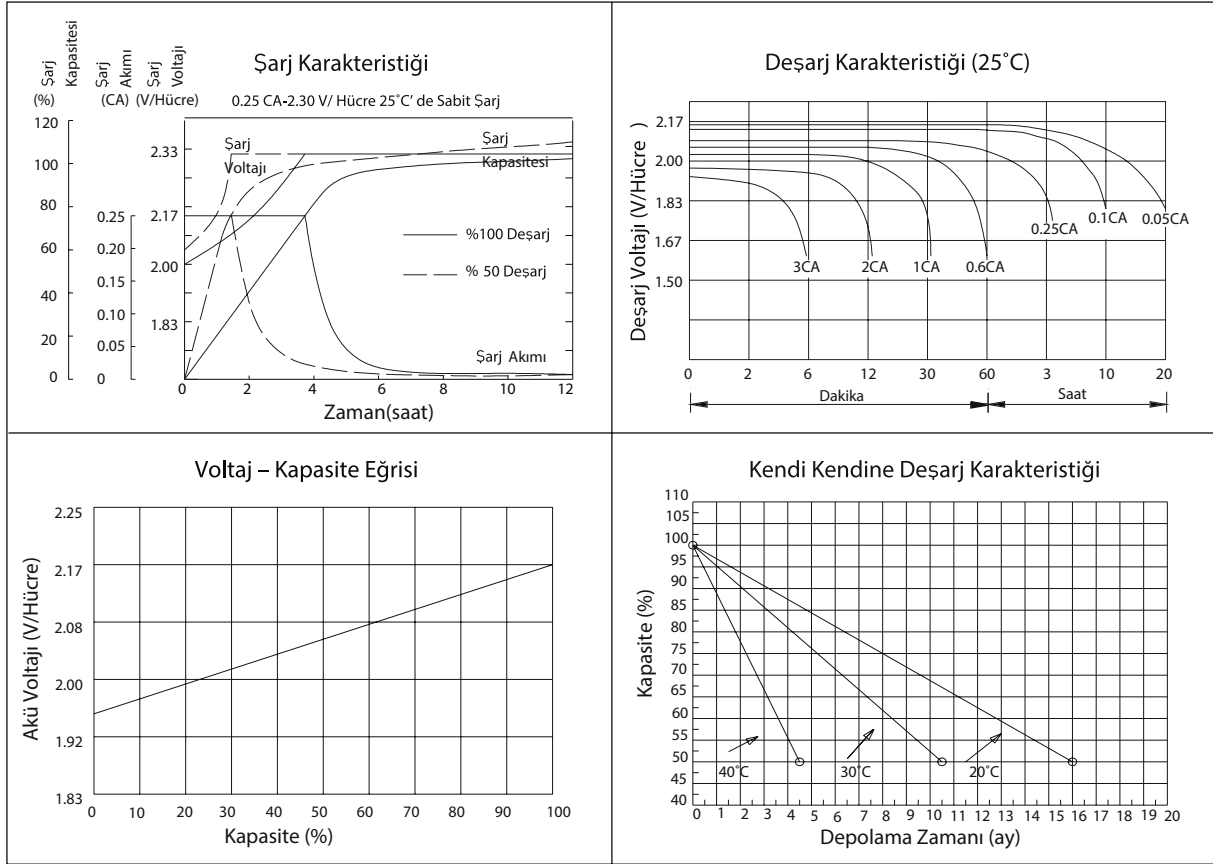 Şarj Karakteristiği
0.25 CA-2.30 V/ Hücre 25°C' de Sabit Şarj
Şarj Kapasitesi
(%)
Şarj Akımı
(CA)
Şarj Voltajı
(V/Hücre)
120
100
80
60
40
20
0
0.25
0.20
0.15
0.10
0.05
0
2.33
2.17
2.00
1.83
Şarj
Voltajı
Şarj
Kapasitesi
%100 Deşarj
% 50 Deşarj
Şarj Akımı
0 2 4 6 8 10 12
Zaman(saat)
Deşarj Karakteristiği (25°C)
Deşarj Voltajı (V/Hücre )
2.17
2.00
1.83
1.67
1.50
3CA 2CA 1CA 0.6CA 0.25CA 0.1CA 0.05CA
0 2 6 12 30 60 3 10 20
Dakika Saat
Voltaj – Kapasite Eğrisi
Akü Voltajı (V/Hücre)
2.25
2.17
2.08
2.00
1.92
1.83
0 10 20 30 40 50 60 70 80 90 100
Kapasite (%)
Kendi Kendine Deşarj Karakteristiği
Kapasite (%)
110
105
100
95
90
85
80
75
70
65
60
55
50
45
40
40°C 30°C 20°C
0 1 2 3 4 5 6 7 8 9 10 11 12 13 14 15 16 17 18 19 20
Depolama Zamanı (ay)